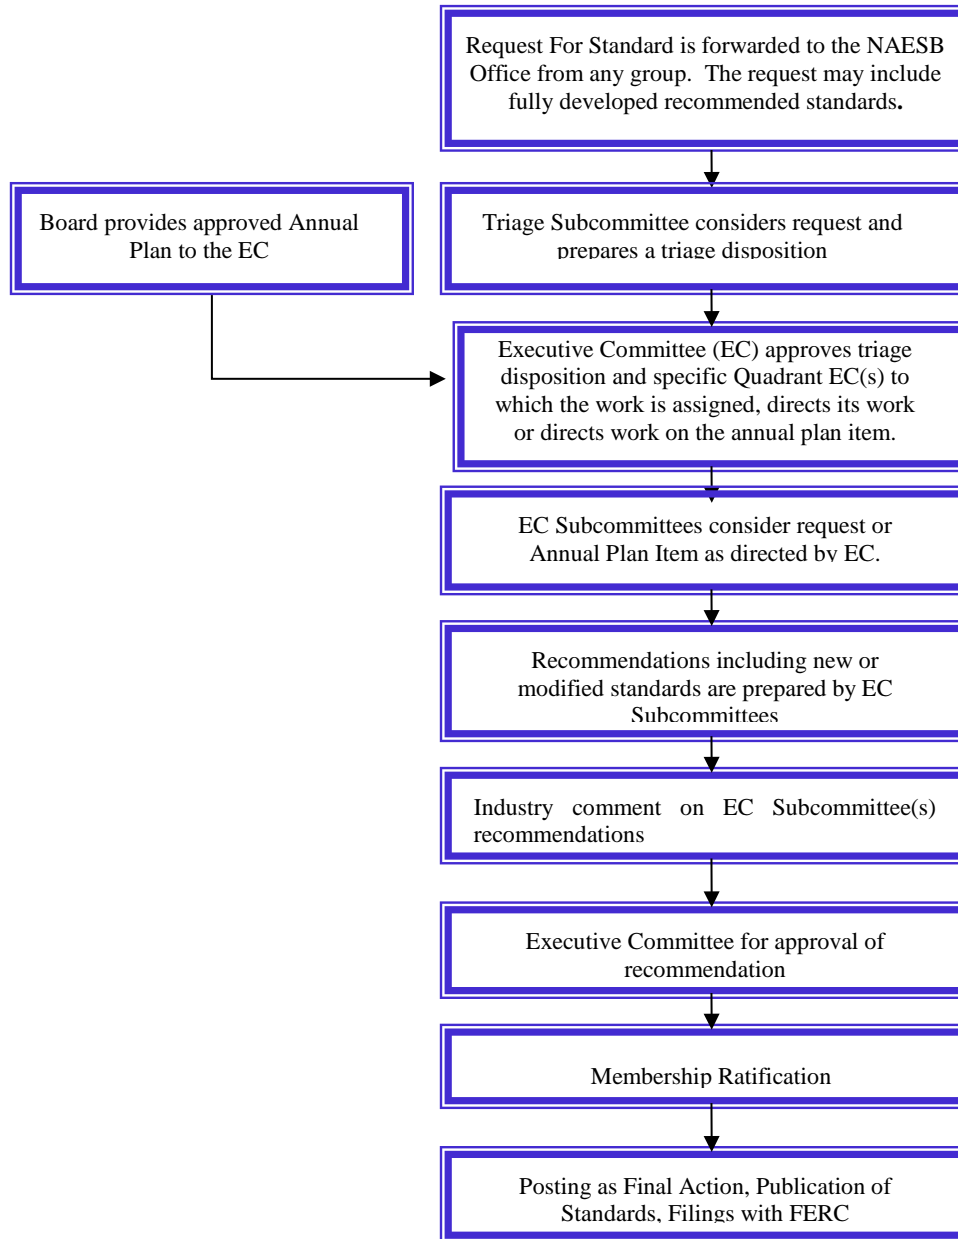 Request For Standard is forwarded to the NAESB
Office from any group. The request may include
fully developed recommended standards.
Board provides approved Annual
Plan to the EC
Triage Subcommittee considers request and
prepares a triage disposition
Executive Committee (EC) approves triage
disposition and specific Quadrant EC(s) to
which the work is assigned, directs its work
or directs work on the annual plan item.
EC Subcommittees consider request or
Annual Plan Item as directed by EC.
Recommendations including new or
modified standards are prepared by EC
Subcommittees
Industry comment on EC Subcommittee(s)
recommendations
Executive Committee for approval of
recommendation
Membership Ratification
Posting as Final Action, Publication of
Standards, Filings with FERC